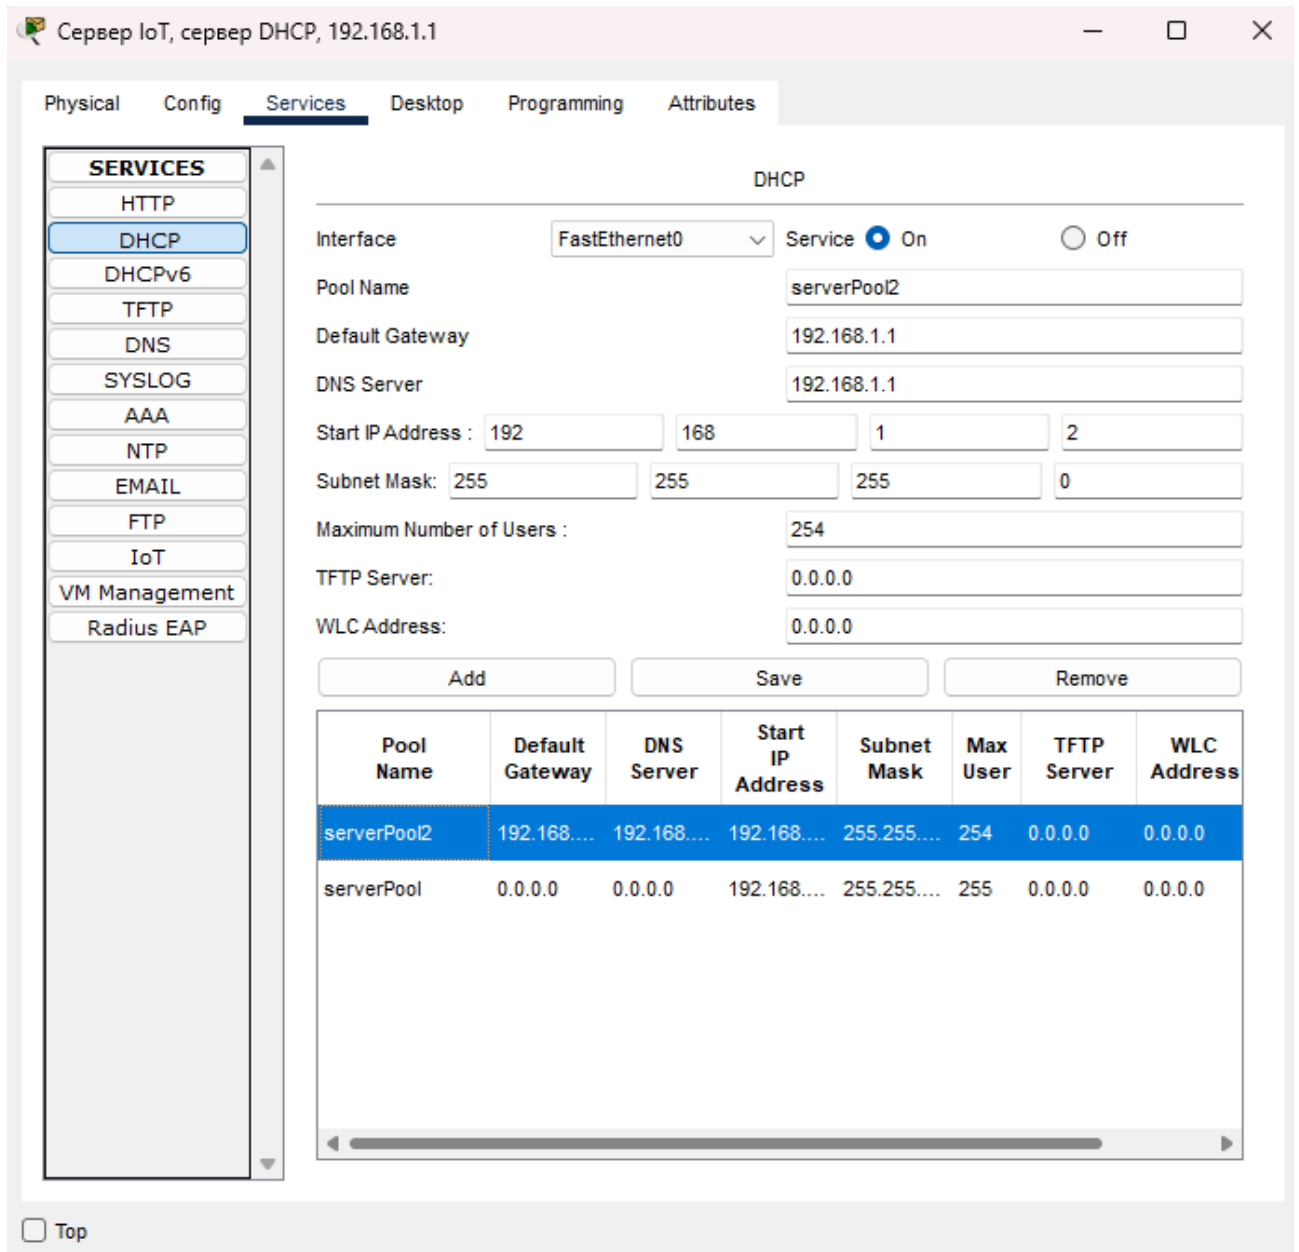 Сервер IoT, сервер DHCP, 192.168.1.1
Physical Config Services Desktop Programming Attributes
SERVICES
HTTP
DHCP
DHCPv6
TFTP
DNS
SYSLOG
AAA
NTP
EMAIL
FTP
IoT
VM Management
Radius EAP
DHCP
Interface FastEthernet0 Service On Off
Pool Name serverPool2
Default Gateway 192.168.1.1
DNS Server 192.168.1.1
Start IP Address : 192 168 1 2
Subnet Mask: 255 255 255 0
Maximum Number of Users : 254
TFTP Server: 0.0.0.0
WLC Address: 0.0.0.0
Add Save Remove
Pool Name Default Gateway DNS Server Start IP Address Subnet Mask Max User TFTP Server WLC Address
serverPool2 192.168.... 192.168.... 192.168.... 255.255.... 254 0.0.0.0 0.0.0.0
serverPool 0.0.0.0 0.0.0.0 192.168.... 255.255.... 255 0.0.0.0 0.0.0.0
Top